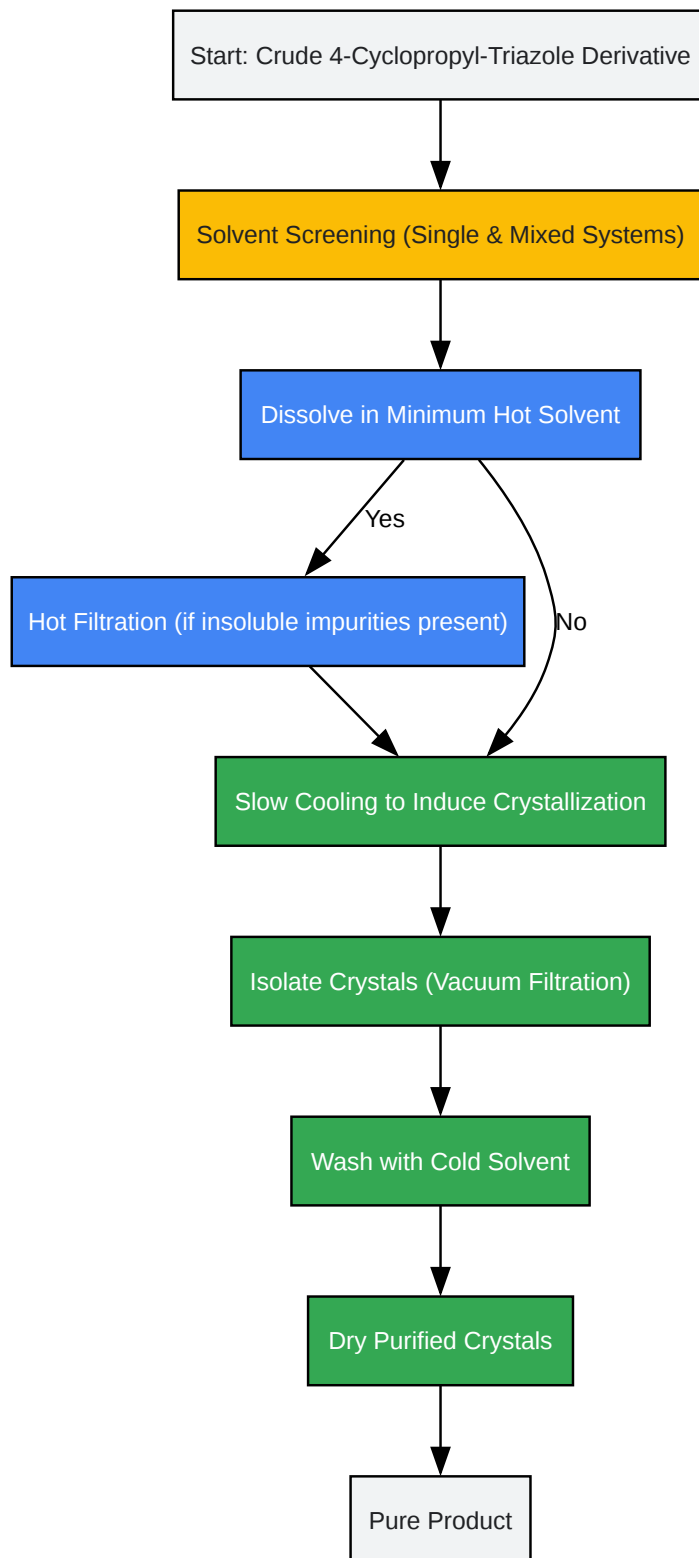 Start: Crude 4-Cyclopropyl-Triazole Derivative
Solvent Screening (Single & Mixed Systems)
Dissolve in Minimum Hot Solvent
Yes
Hot Filtration (if insoluble impurities present)
No
Slow Cooling to Induce Crystallization
Isolate Crystals (Vacuum Filtration)
Wash with Cold Solvent
Dry Purified Crystals
Pure Product